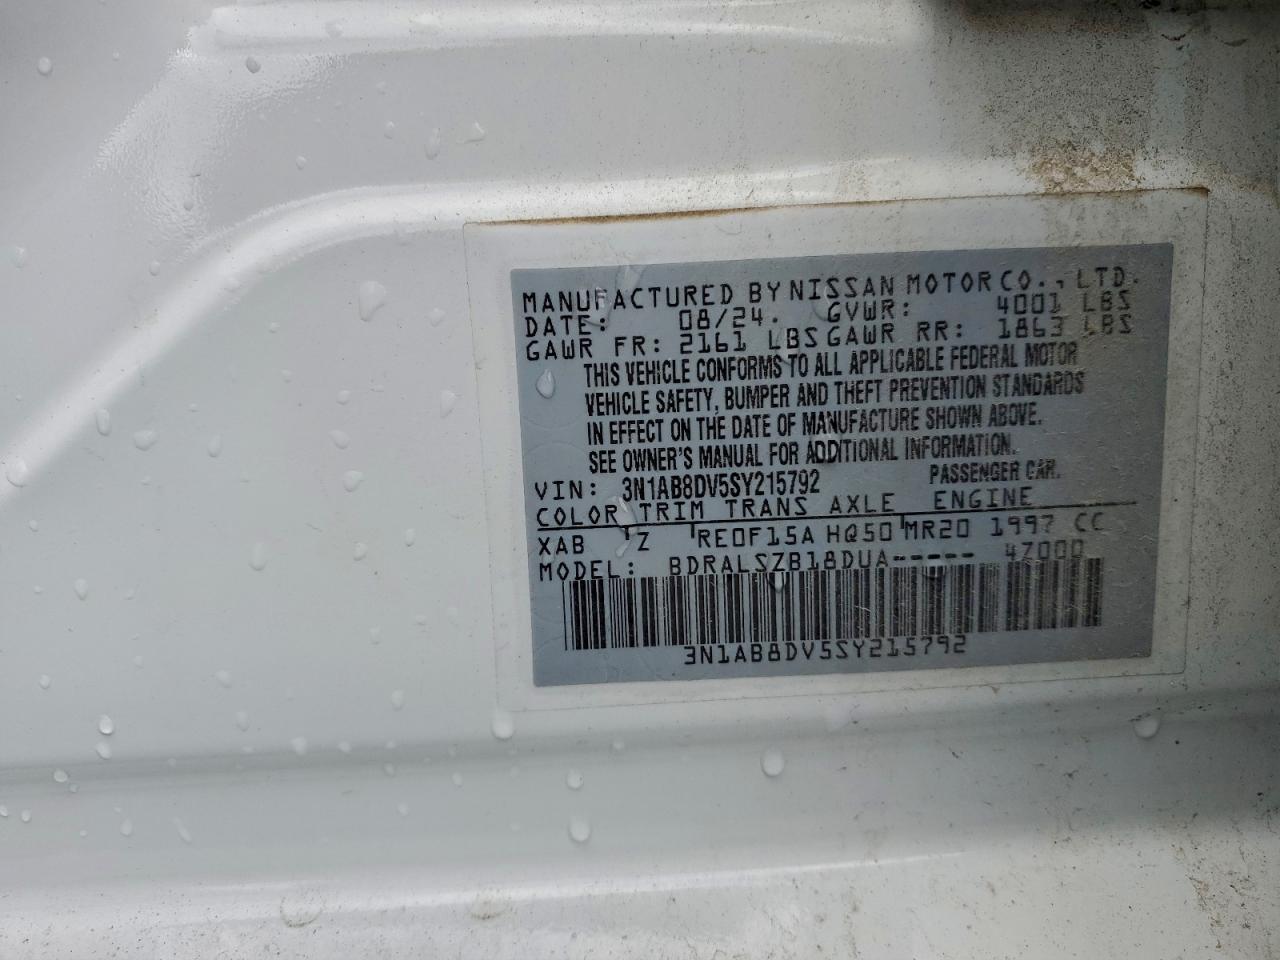 MANUFACTURED BY NISSAN MOTOR CO., LTD.
DATE: 08/24. GVWR: 4001 LBS
GAWR FR: 2161 LBS GAWR RR: 1863 LBS
THIS VEHICLE CONFORMS TO ALL APPLICABLE FEDERAL MOTOR
VEHICLE SAFETY, BUMPER AND THEFT PREVENTION STANDARDS
IN EFFECT ON THE DATE OF MANUFACTURE SHOWN ABOVE.
SEE OWNER'S MANUAL FOR ADDITIONAL INFORMATION.
VIN: 3N1AB8DV5SY215792 PASSENGER CAR.
COLOR TRIM TRANS AXLE ENGINE
XAB Z RE0F15A HQ50 MR20 1997 CC
MODEL: BDRALSZB18DUA----- 4Z000
3N1AB8DV5SY215792